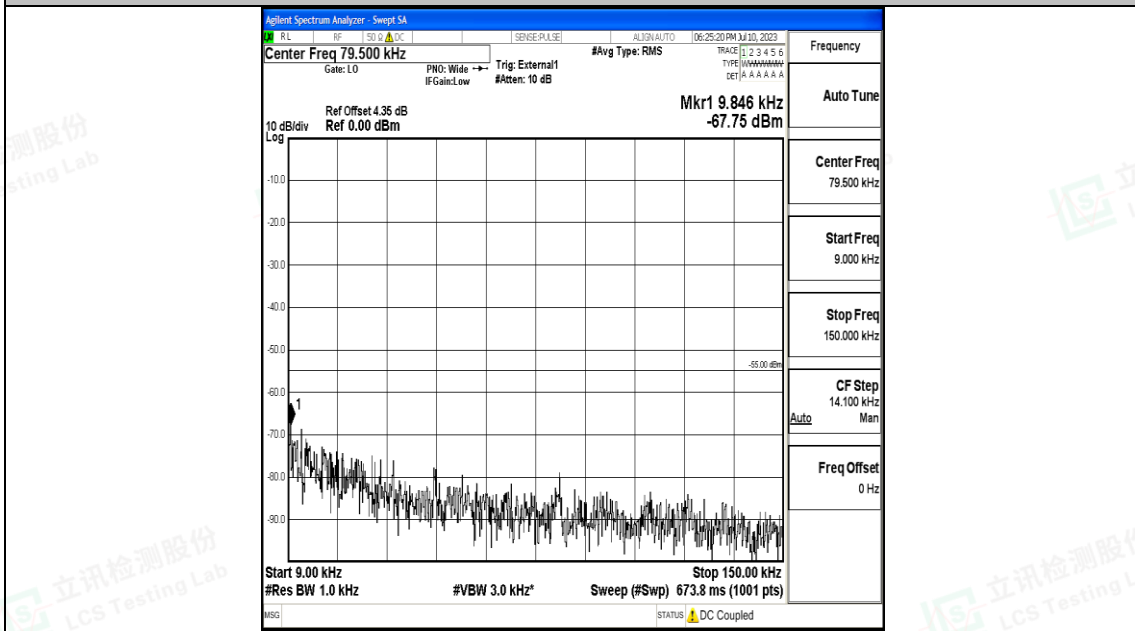 Agilent Spectrum Analyzer - Swept SA
RL RF 50 Ω DC SENSE:PULSE ALIGN AUTO 06:25:20 PM Jul 10, 2023
Center Freq 79.500 kHz
Gate: LO
PNO: Wide
IFGain:Low
Trig: External1
#Atten: 10 dB
#Avg Type: RMS
TRACE 1 2 3 4 5 6
TYPE
DET A A A A A A
Frequency
Auto Tune
Mkr1 9.846 kHz
-67.75 dBm
Ref Offset 4.35 dB
10 dB/div Ref 0.00 dBm
Log
-10.0
-20.0
-30.0
-40.0
-50.0
-60.0
-70.0
-80.0
-90.0
-55.00 dBm
1
Center Freq
79.500 kHz
Start Freq
9.000 kHz
Stop Freq
150.000 kHz
CF Step
14.100 kHz
Auto Man
Freq Offset
0 Hz
Start 9.00 kHz Stop 150.00 kHz
#Res BW 1.0 kHz #VBW 3.0 kHz* Sweep (#Swp) 673.8 ms (1001 pts)
MSG STATUS DC Coupled
立讯检测股份
LCS Testing Lab